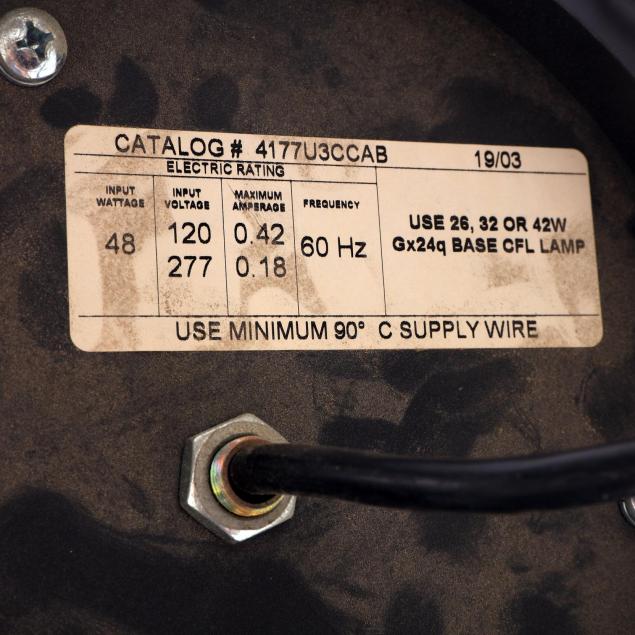 CATALOG # 4177U3CCAB 19/03
ELECTRIC RATING
INPUT WATTAGE
48
INPUT VOLTAGE
120
277
MAXIMUM AMPERAGE
0.42
0.18
FREQUENCY
60 Hz
USE 26, 32 OR 42W
Gx24q BASE CFL LAMP
USE MINIMUM 90° C SUPPLY WIRE